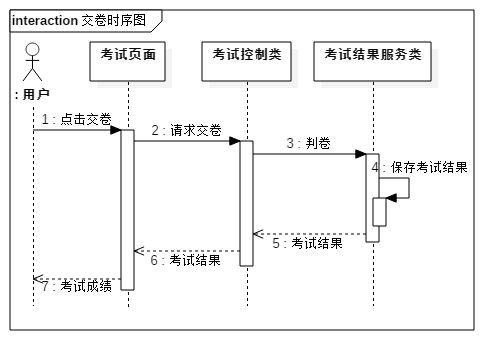 interaction 交卷时序图
考试页面
考试控制类
考试结果服务类
: 用户
1 : 点击交卷
2 : 请求交卷
3 : 判卷
4 : 保存考试结果
5 : 考试结果
6 : 考试结果
7 : 考试成绩